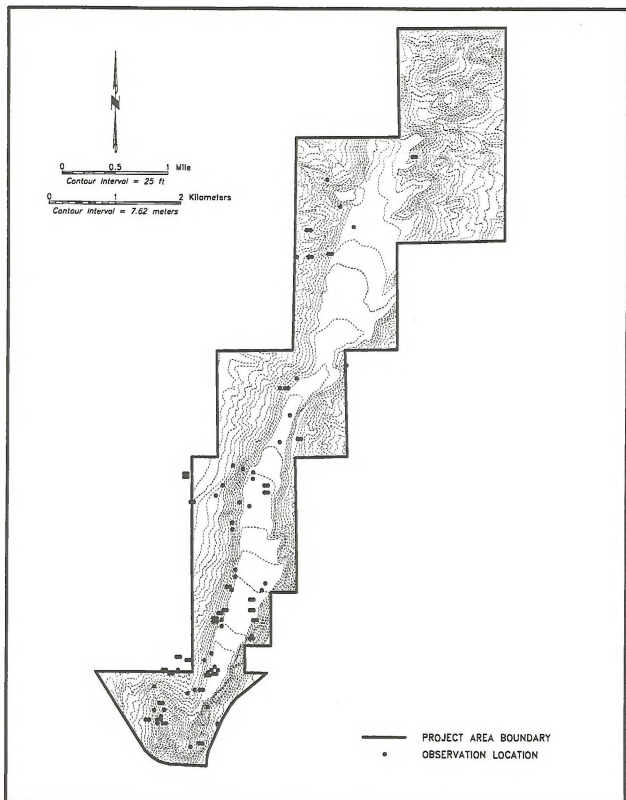 N
0 0.5 1 Mile
Contour Interval = 25 ft
0 1 2 Kilometers
Contour Interval = 7.62 meters
PROJECT AREA BOUNDARY
OBSERVATION LOCATION